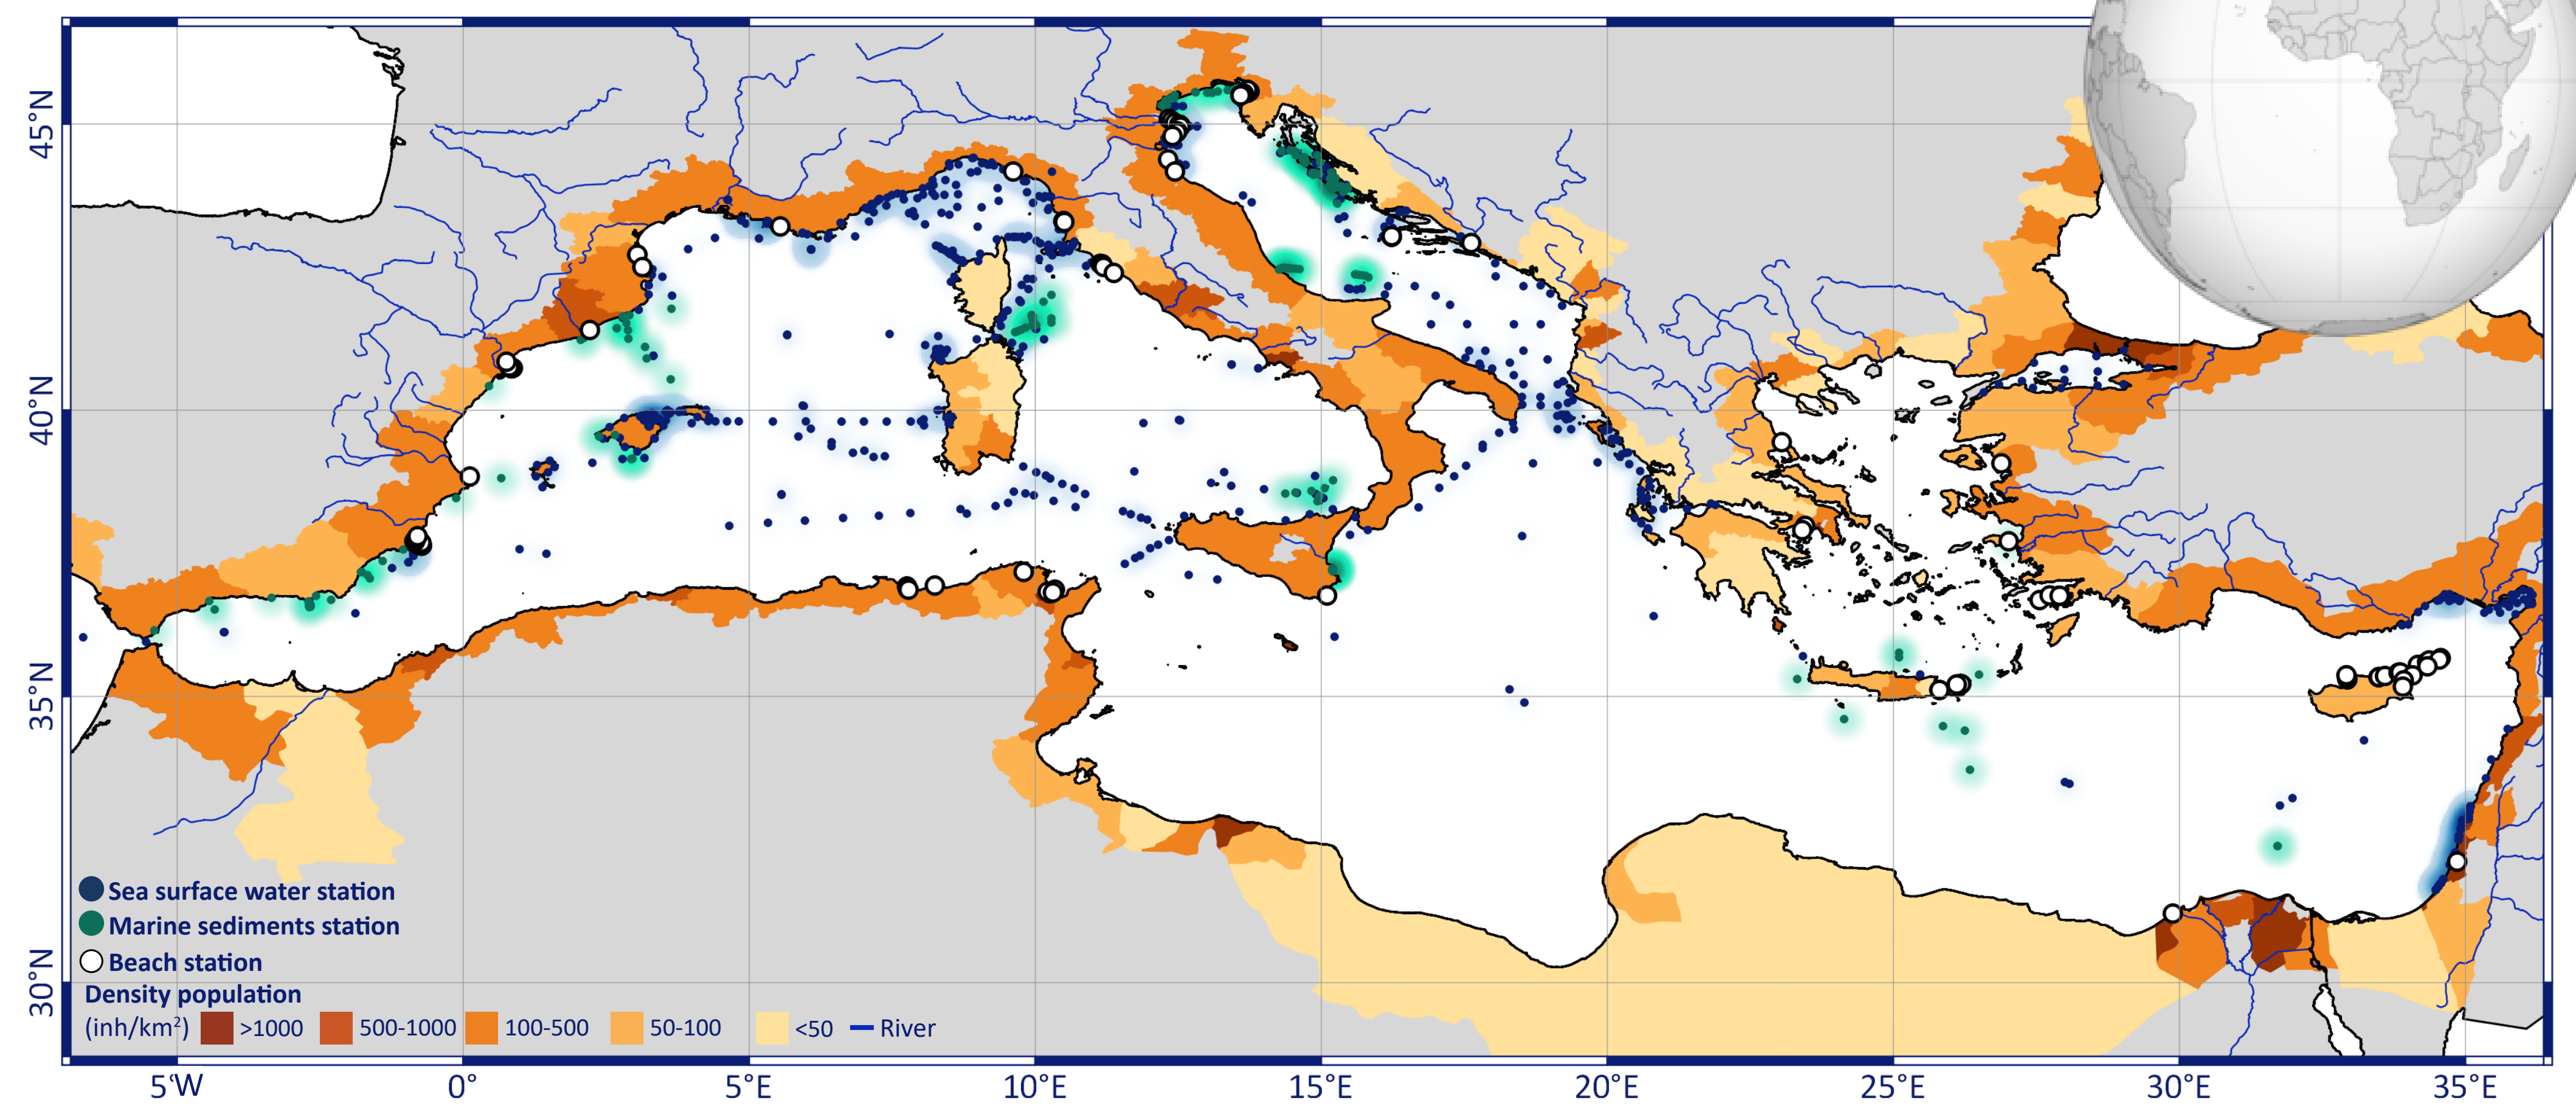 45°N
40°N
35°N
30°N
Sea surface water station
Marine sediments station
Beach station
Density population
(inh/km²) >1000 500-1000 100-500 50-100 <50 River
5°W 0° 5°E 10°E 15°E 20°E 25°E 30°E 35°E